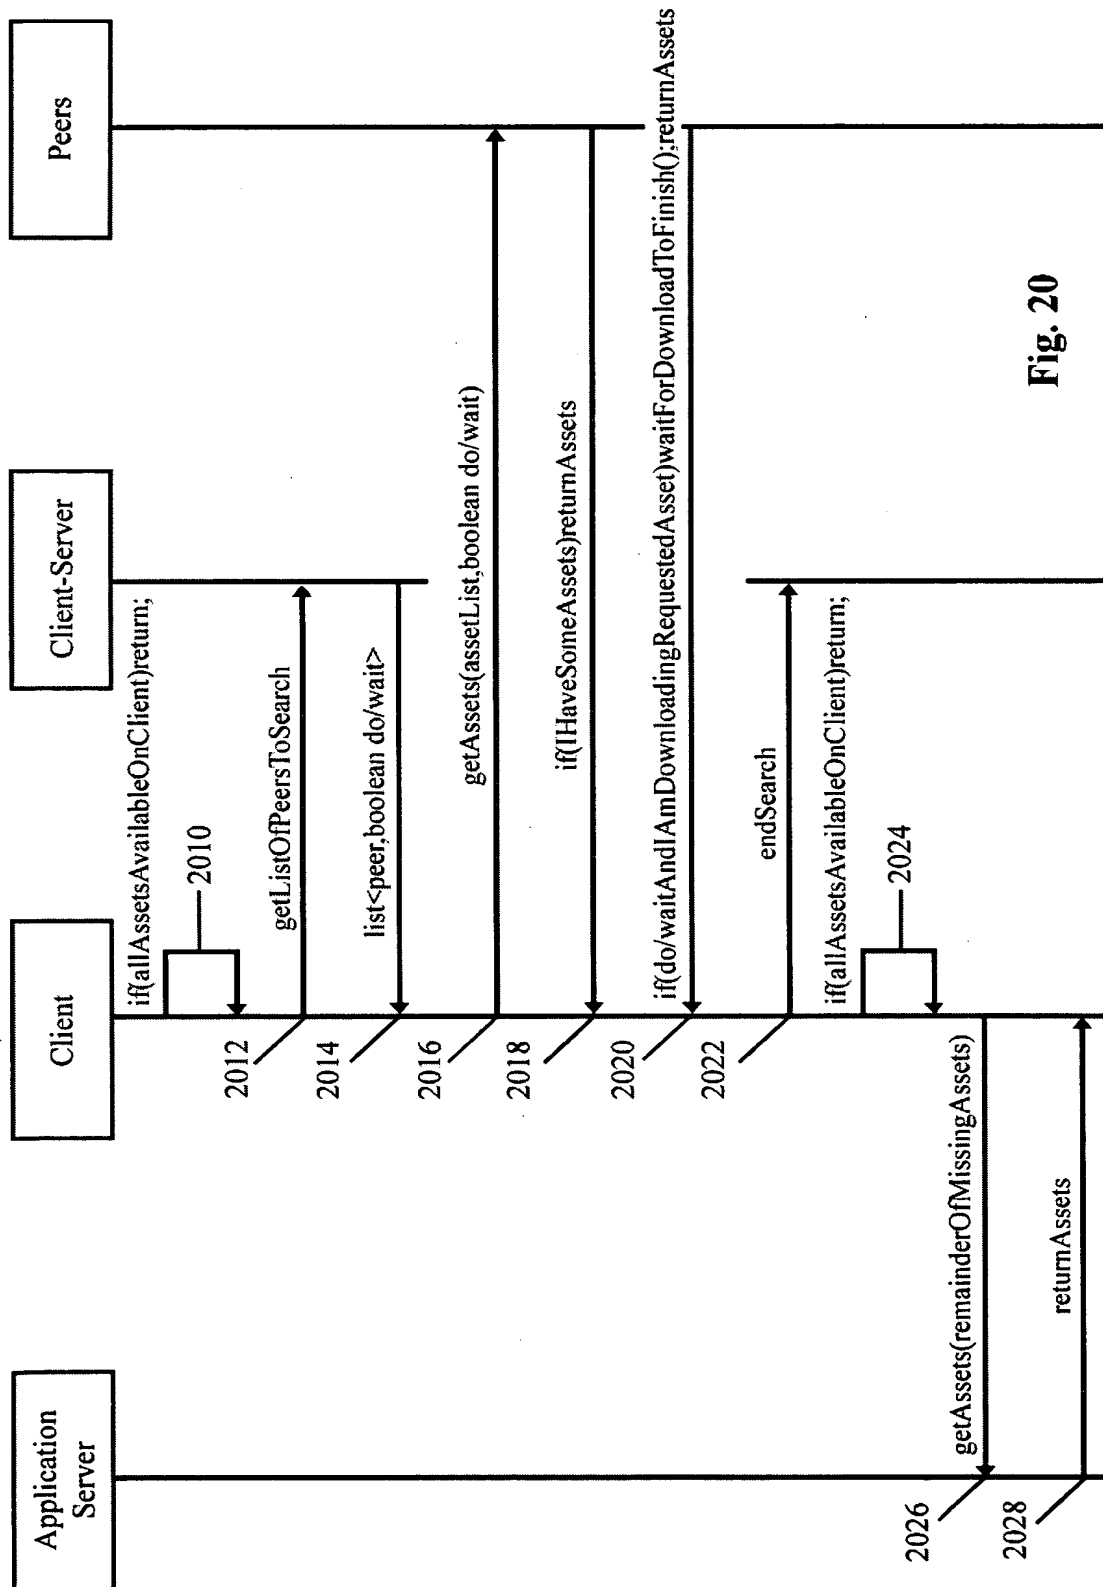 Application
Server
Client
Client-Server
Peers
if(allAssetsAvailableOnClient)return;
2010
getListOfPeersToSearch
2012
list<peer,boolean do/wait>
2014
getAssets(assetList,boolean do/wait)
2016
if(IHaveSomeAssets)returnAssets
2018
if(do/waitAndIAmDownloadingRequestedAsset)waitForDownloadToFinish();returnAssets
2020
endSearch
2022
if(allAssetsAvailableOnClient)return;
2024
getAssets(remainderOfMissingAssets)
2026
returnAssets
2028
Fig. 20